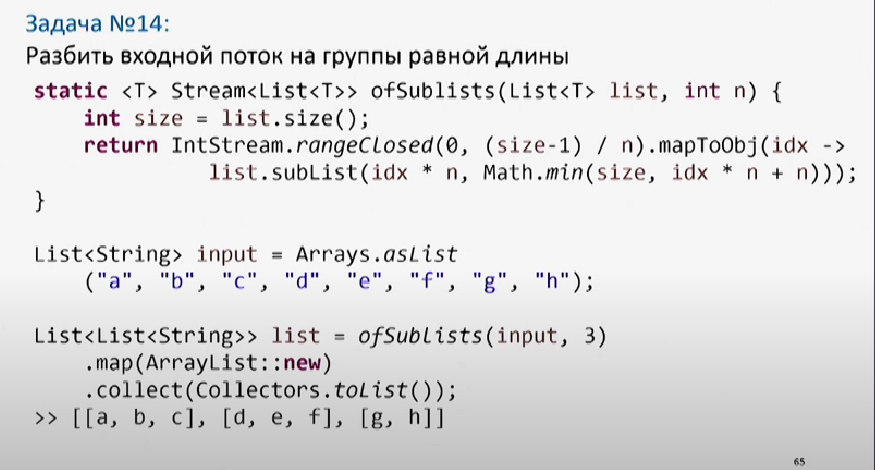 Задача №14:
Разбить входной поток на группы равной длины
static <T> Stream<List<T>> ofSublists(List<T> list, int n) {
    int size = list.size();
    return IntStream.rangeClosed(0, (size-1) / n).mapToObj(idx ->
            list.subList(idx * n, Math.min(size, idx * n + n)));
}
List<String> input = Arrays.asList
    ("a", "b", "c", "d", "e", "f", "g", "h");
List<List<String>> list = ofSublists(input, 3)
    .map(ArrayList::new)
    .collect(Collectors.toList());
>> [[a, b, c], [d, e, f], [g, h]]
65